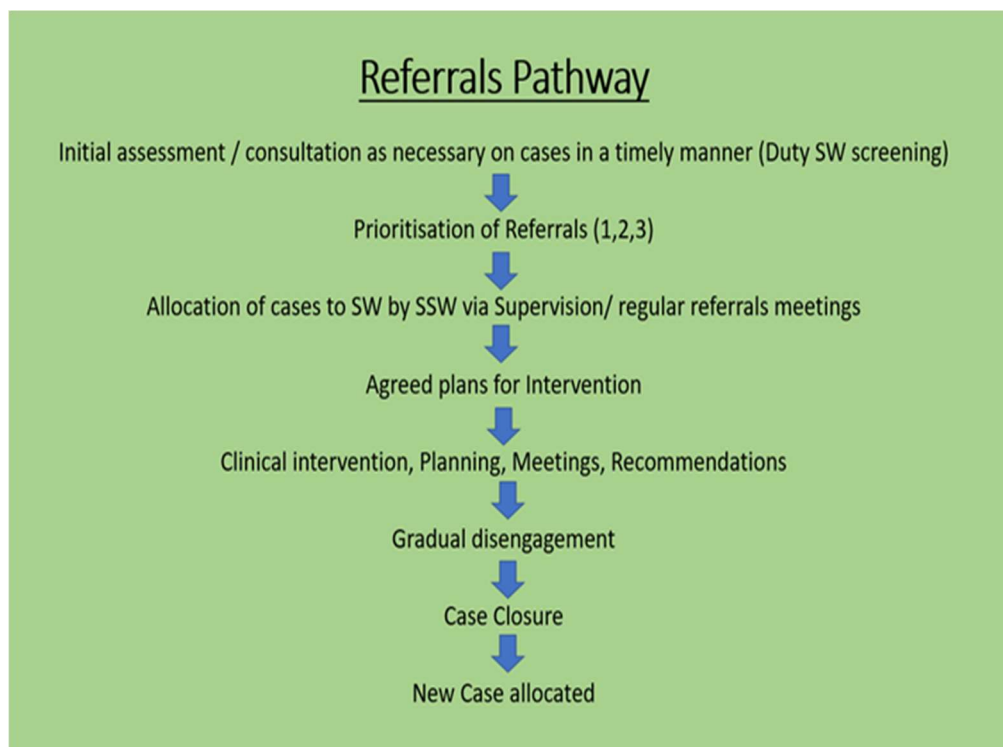 Referrals Pathway
Initial assessment / consultation as necessary on cases in a timely manner (Duty SW screening)
Prioritisation of Referrals (1,2,3)
Allocation of cases to SW by SSW via Supervision/ regular referrals meetings
Agreed plans for Intervention
Clinical intervention, Planning, Meetings, Recommendations
Gradual disengagement
Case Closure
New Case allocated